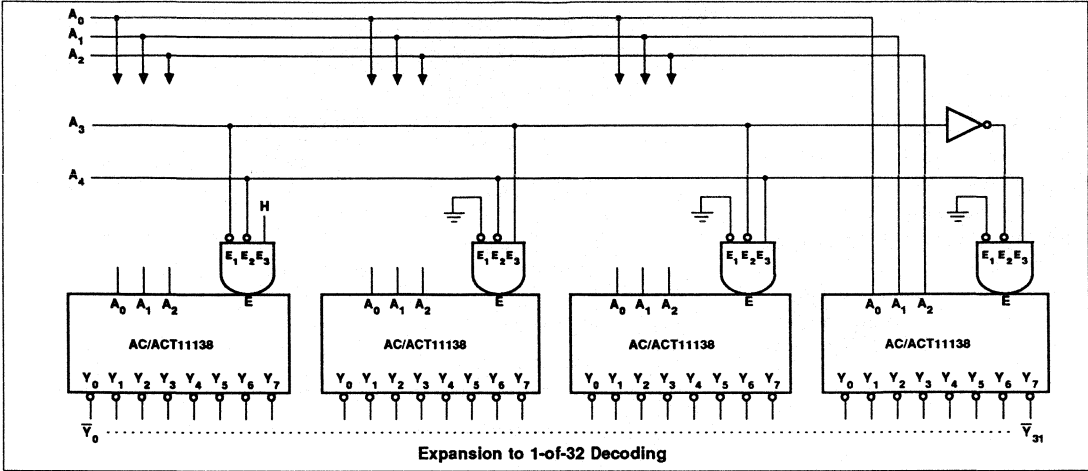 A0
A1
A2
A3
A4
H
E1 E2 E3
E1 E2 E3
E1 E2 E3
E1 E2 E3
A0 A1 A2 E
A0 A1 A2 E
A0 A1 A2 E
A0 A1 A2 E
AC/ACT11138
AC/ACT11138
AC/ACT11138
AC/ACT11138
Y0 Y1 Y2 Y3 Y4 Y5 Y6 Y7
Y0 Y1 Y2 Y3 Y4 Y5 Y6 Y7
Y0 Y1 Y2 Y3 Y4 Y5 Y6 Y7
Y0 Y1 Y2 Y3 Y4 Y5 Y6 Y7
Y̅0 Y̅31
Expansion to 1-of-32 Decoding